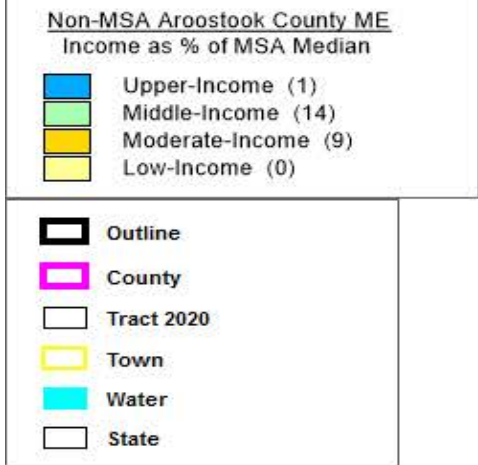 Non-MSA Aroostook County ME
Income as % of MSA Median
Upper-Income (1)
Middle-Income (14)
Moderate-Income (9)
Low-Income (0)
Outline
County
Tract 2020
Town
Water
State